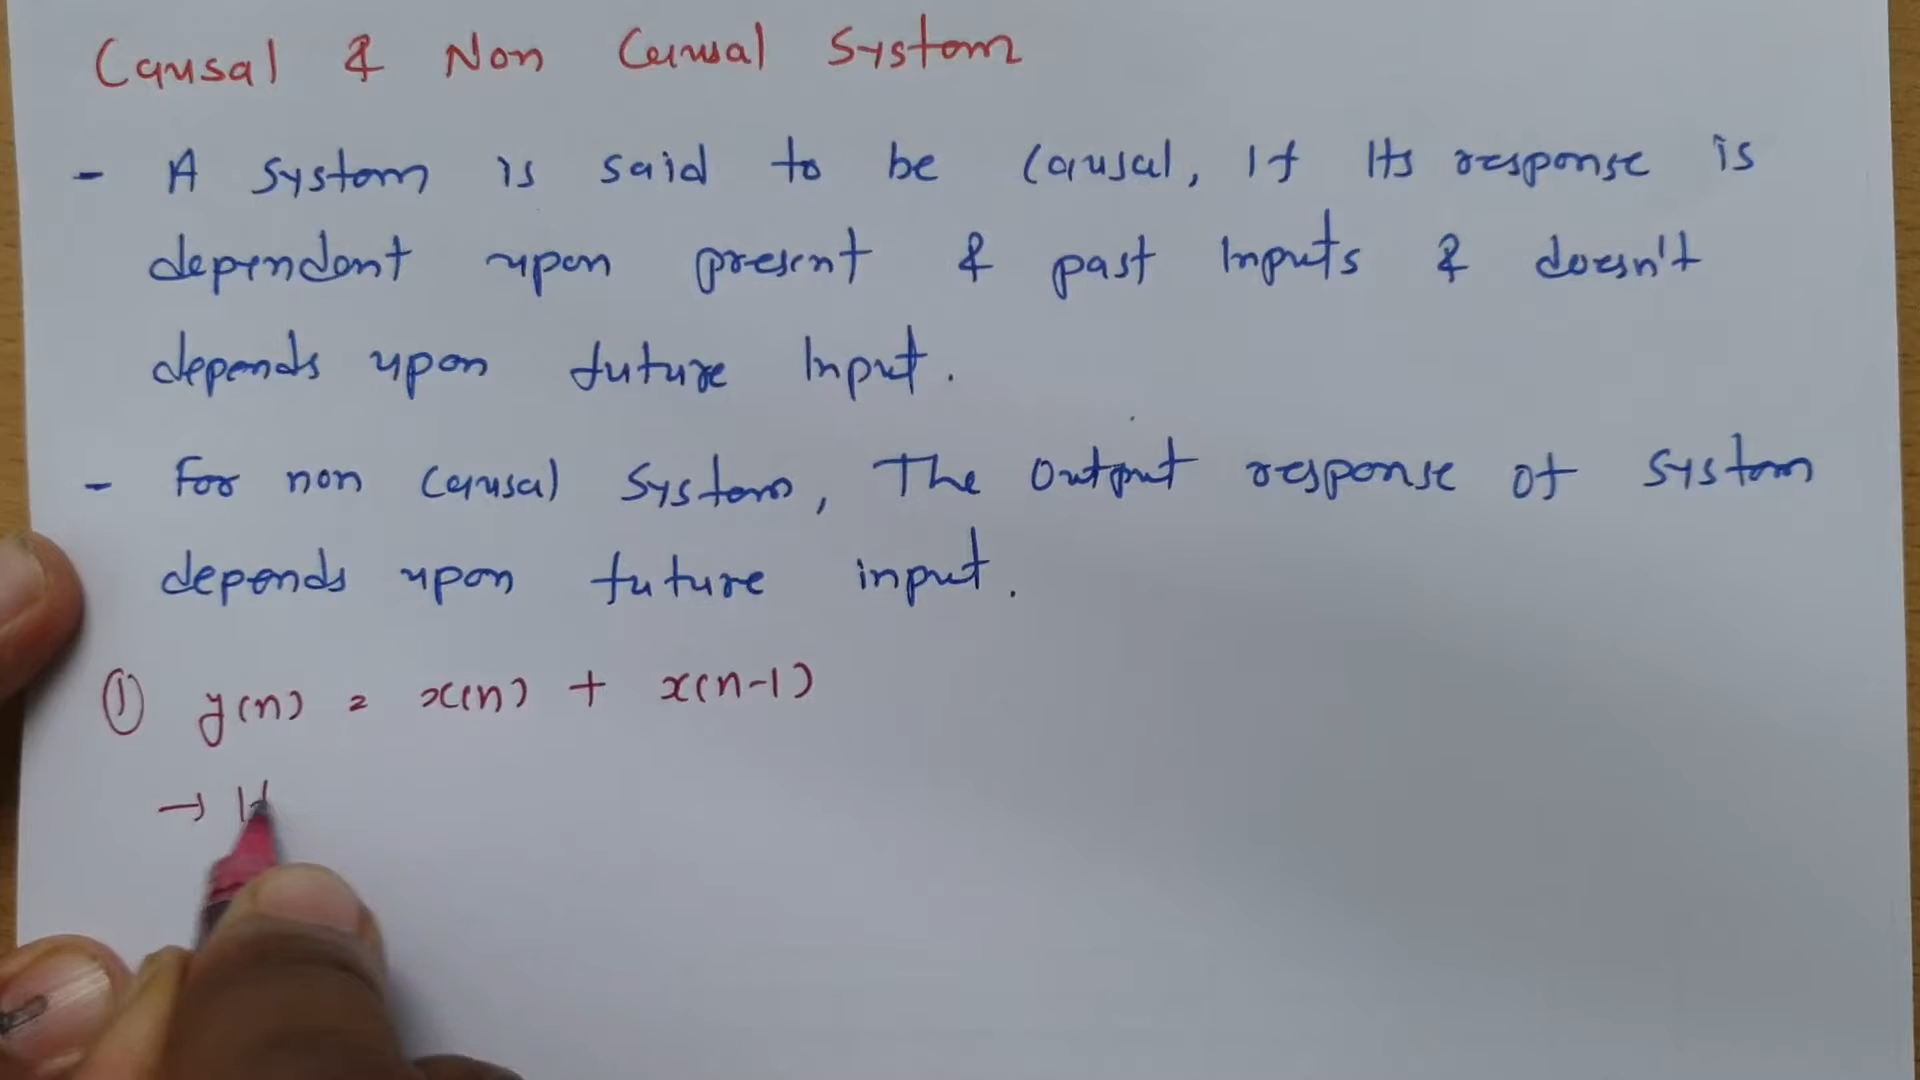 Causal & Non Causal System
- A System is said to be Causal, If Its response is
dependent upon present & past Inputs & doesn't
depends upon future Input.
- For non Causal System, The Output response of System
depends upon future input.
① y(n) = x(n) + x(n-1)
→ If